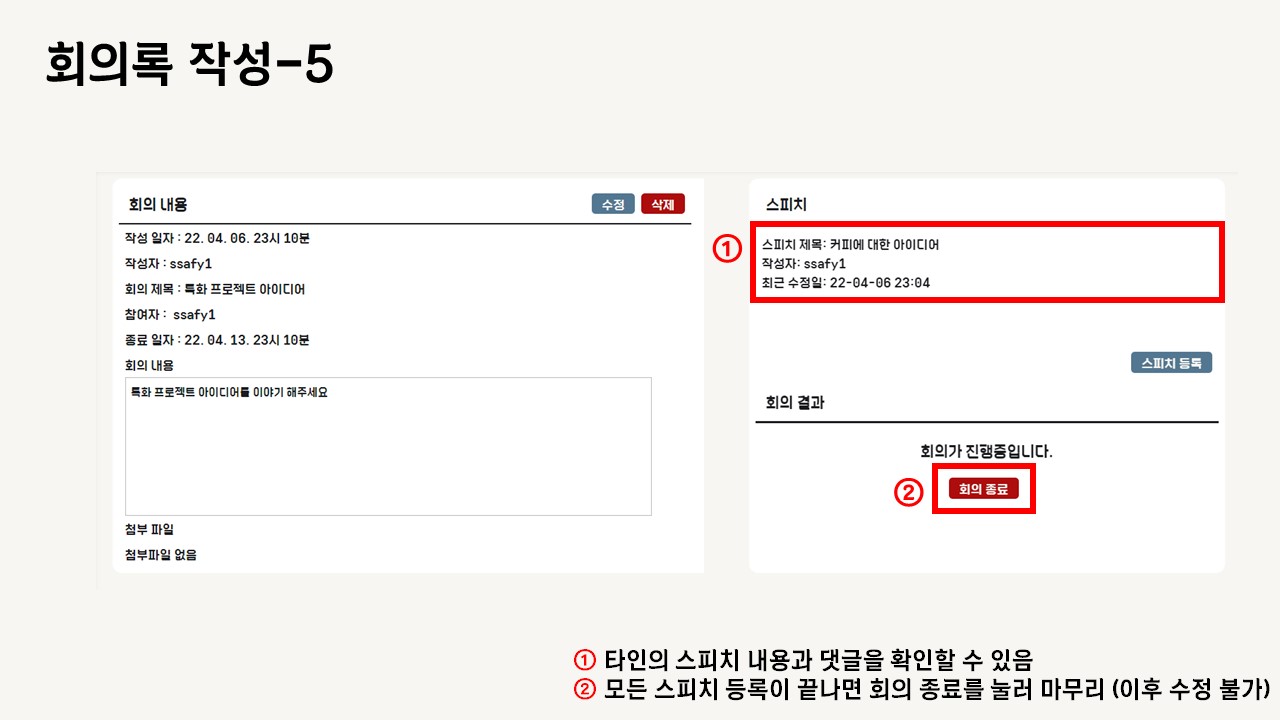 회의록 작성-5
회의 내용
수정
삭제
작성 일자 : 22. 04. 06. 23시 10분
작성자 : ssafy1
회의 제목 : 특화 프로젝트 아이디어
참여자 : ssafy1
종료 일자 : 22. 04. 13. 23시 10분
회의 내용
특화 프로젝트 아이디어를 이야기 해주세요
첨부 파일
첨부파일 없음
스피치
①
스피치 제목: 커피에 대한 아이디어
작성자: ssafy1
최근 수정일: 22-04-06 23:04
스피치 등록
회의 결과
회의가 진행중입니다.
②
회의 종료
① 타인의 스피치 내용과 댓글을 확인할 수 있음
② 모든 스피치 등록이 끝나면 회의 종료를 눌러 마무리 (이후 수정 불가)